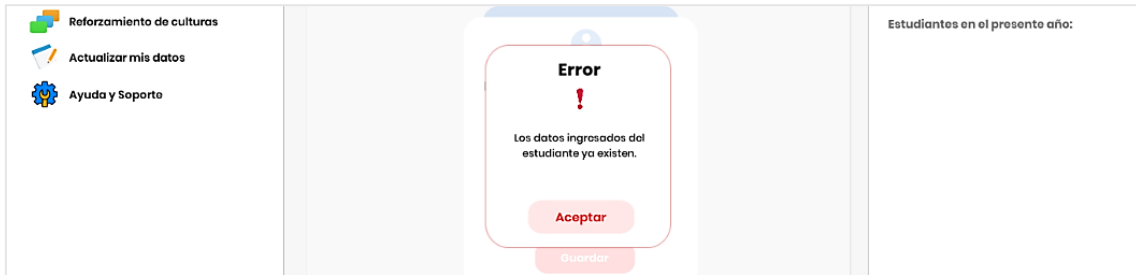 Reforzamiento de culturas
Actualizar mis datos
Ayuda y Soporte
Error
Los datos ingresados del
estudiante ya existen.
Aceptar
Guardar
Estudiantes en el presente año: